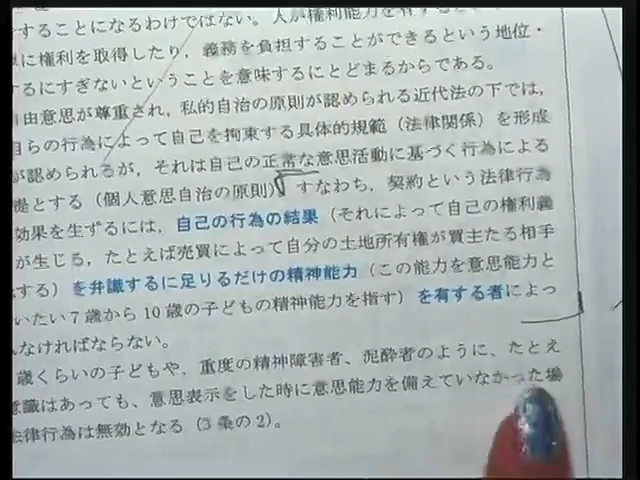 することになるわけではない。人が権利能力を有する
に権利を取得したり，義務を負担することができるという地位・
するにすぎないということを意味するにとどまるからである。
由意思が尊重され，私的自治の原則が認められる近代法の下では，
自らの行為によって自己を拘束する具体的規範（法律関係）を形成
が認められるが，それは自己の正常な意思活動に基づく行為による
提とする（個人意思自治の原則）。すなわち，契約という法律行為
効果を生ずるには，自己の行為の結果（それによって自己の権利義
が生じる，たとえば売買によって自分の土地所有権が買主たる相手
する）を弁識するに足りるだけの精神能力（この能力を意思能力と
いたい7歳から10歳の子どもの精神能力を指す）を有する者によっ
なければならない。
歳くらいの子どもや，重度の精神障害者，泥酔者のように，たとえ
意識はあっても，意思表示をした時に意思能力を備えていなかった場
法律行為は無効となる（3条の2）。